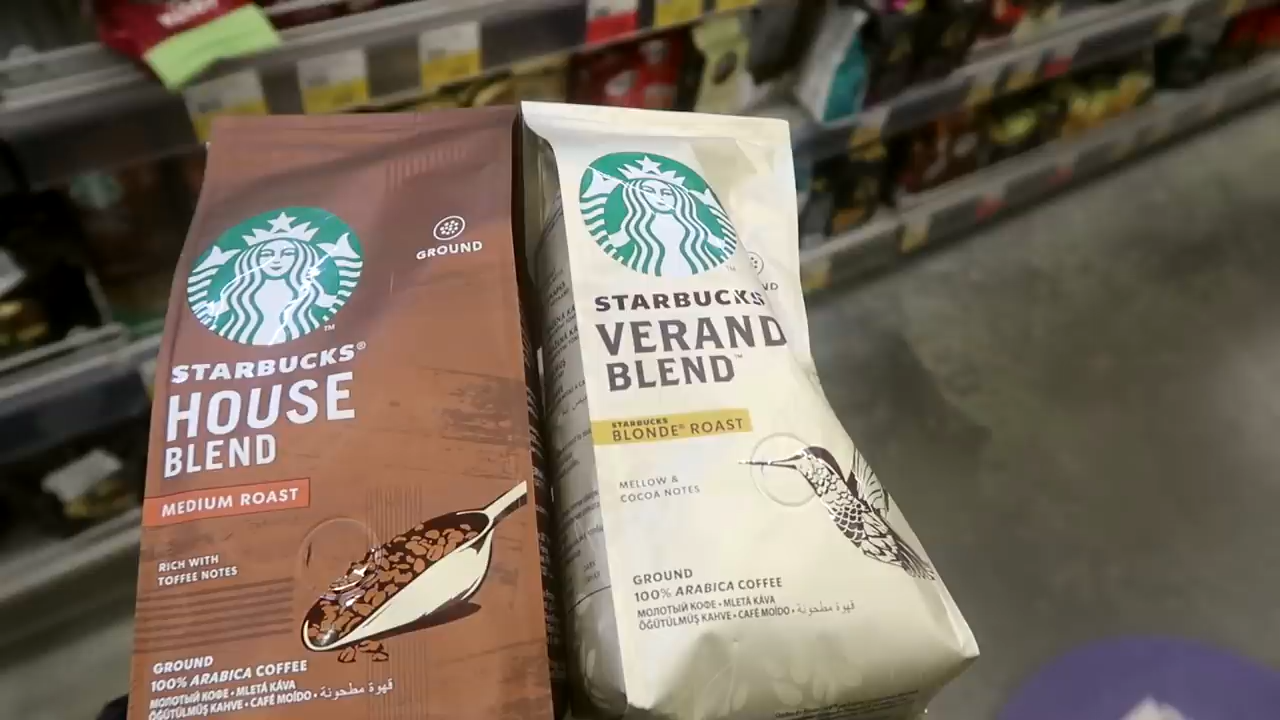 GROUND
STARBUCKS®
HOUSE
BLEND
MEDIUM ROAST
RICH WITH
TOFFEE NOTES
GROUND
100% ARABICA COFFEE
МОЛОТЫЙ КОФЕ • MLETÁ KÁVA
ÖĞÜTÜLMÜŞ KAHVE • CAFÉ MOÍDO • قهوة مطحونة
STARBUCKS
VERAND
BLEND™
STARBUCKS
BLONDE® ROAST
MELLOW &
COCOA NOTES
GROUND
100% ARABICA COFFEE
МОЛОТЫЙ КОФЕ • MLETÁ KÁVA
ÖĞÜTÜLMÜŞ KAHVE • CAFÉ MOÍDO • قهوة مطحونة